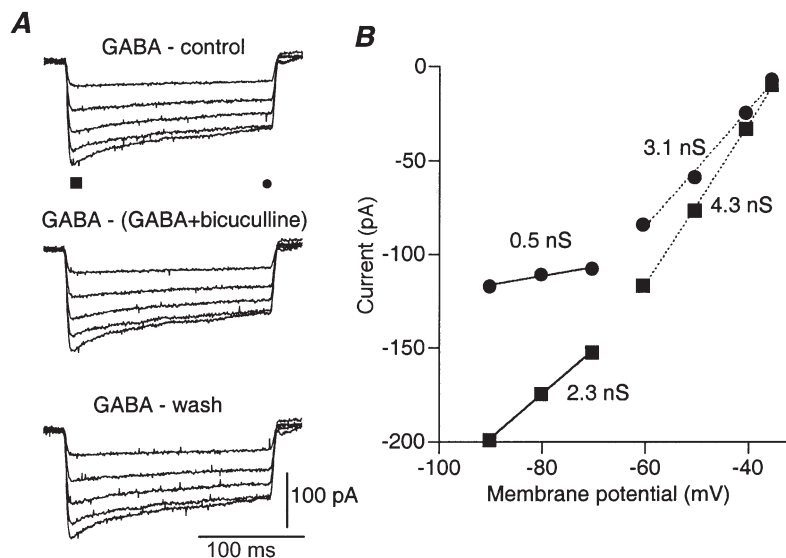 A
GABA - control
GABA - (GABA+bicuculline)
GABA - wash
100 pA
100 ms
B
0
-50
-100
-150
-200
Current (pA)
3.1 nS
4.3 nS
0.5 nS
2.3 nS
-100
-80
-60
-40
Membrane potential (mV)